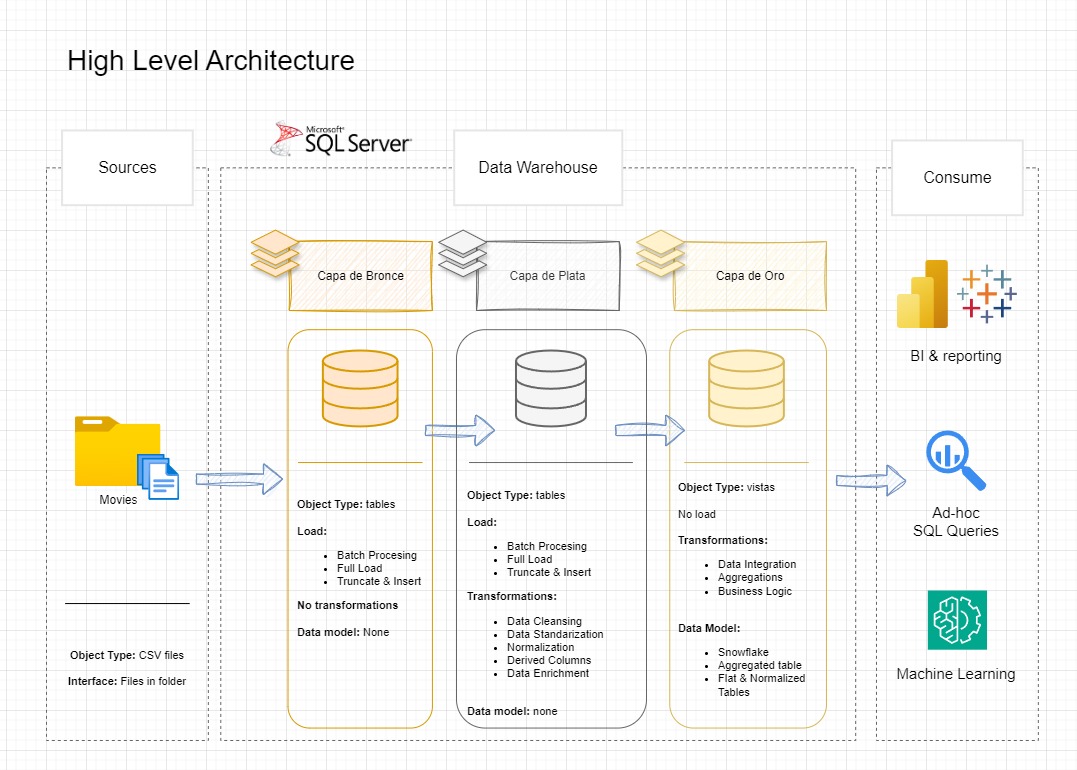 High Level Architecture
Microsoft®
SQL Server
Sources
Data Warehouse
Consume
Capa de Bronce
Capa de Plata
Capa de Oro
Movies
Object Type: CSV files
Interface: Files in folder
Object Type: tables
Load:
Batch Procesing
Full Load
Truncate & Insert
No transformations
Data model: None
Object Type: tables
Load:
Batch Procesing
Full Load
Truncate & Insert
Transformations:
Data Cleansing
Data Standarization
Normalization
Derived Columns
Data Enrichment
Data model: none
Object Type: vistas
No load
Transformations:
Data Integration
Aggregations
Business Logic
Data Model:
Snowflake
Aggregated table
Flat & Normalized
Tables
BI & reporting
Ad-hoc
SQL Queries
Machine Learning